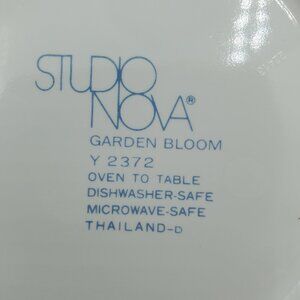 STUDIO
NOVA®
GARDEN BLOOM
Y 2372
OVEN TO TABLE
DISHWASHER-SAFE
MICROWAVE-SAFE
THAILAND-D